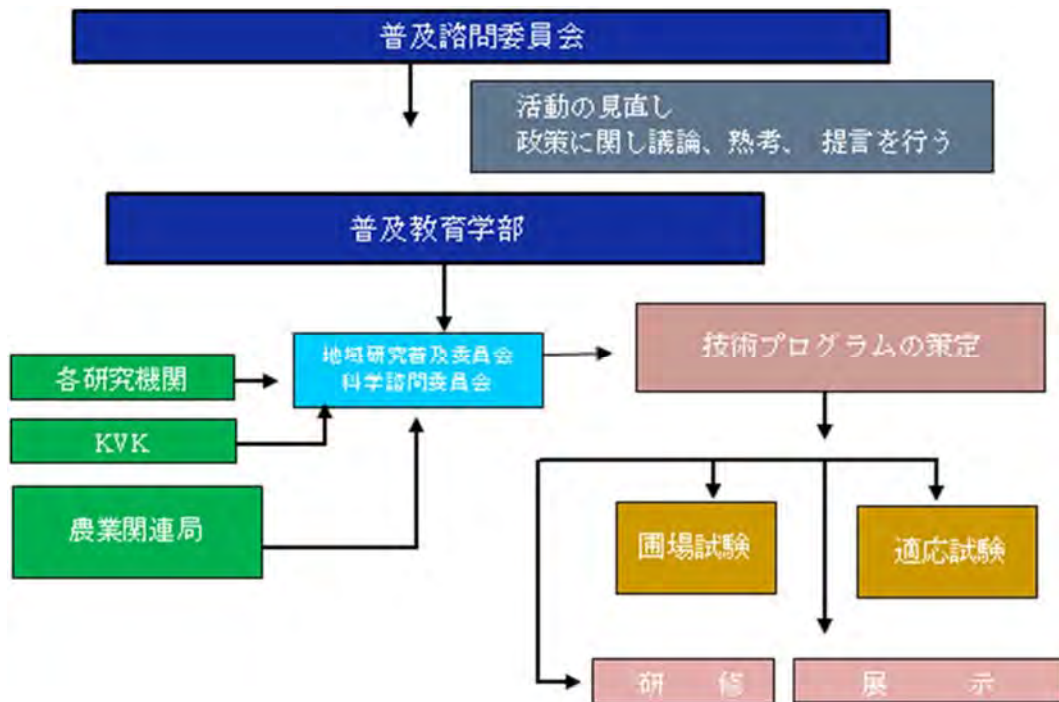 普及諮問委員会
活動の見直し
政策に関し議論、熟考、 提言を行う
普及教育学部
地域研究普及委員会
科学諮問委員会
技術プログラムの策定
各研究機関
KVK
農業関連局
圃場試験
適応試験
研 修
展 示